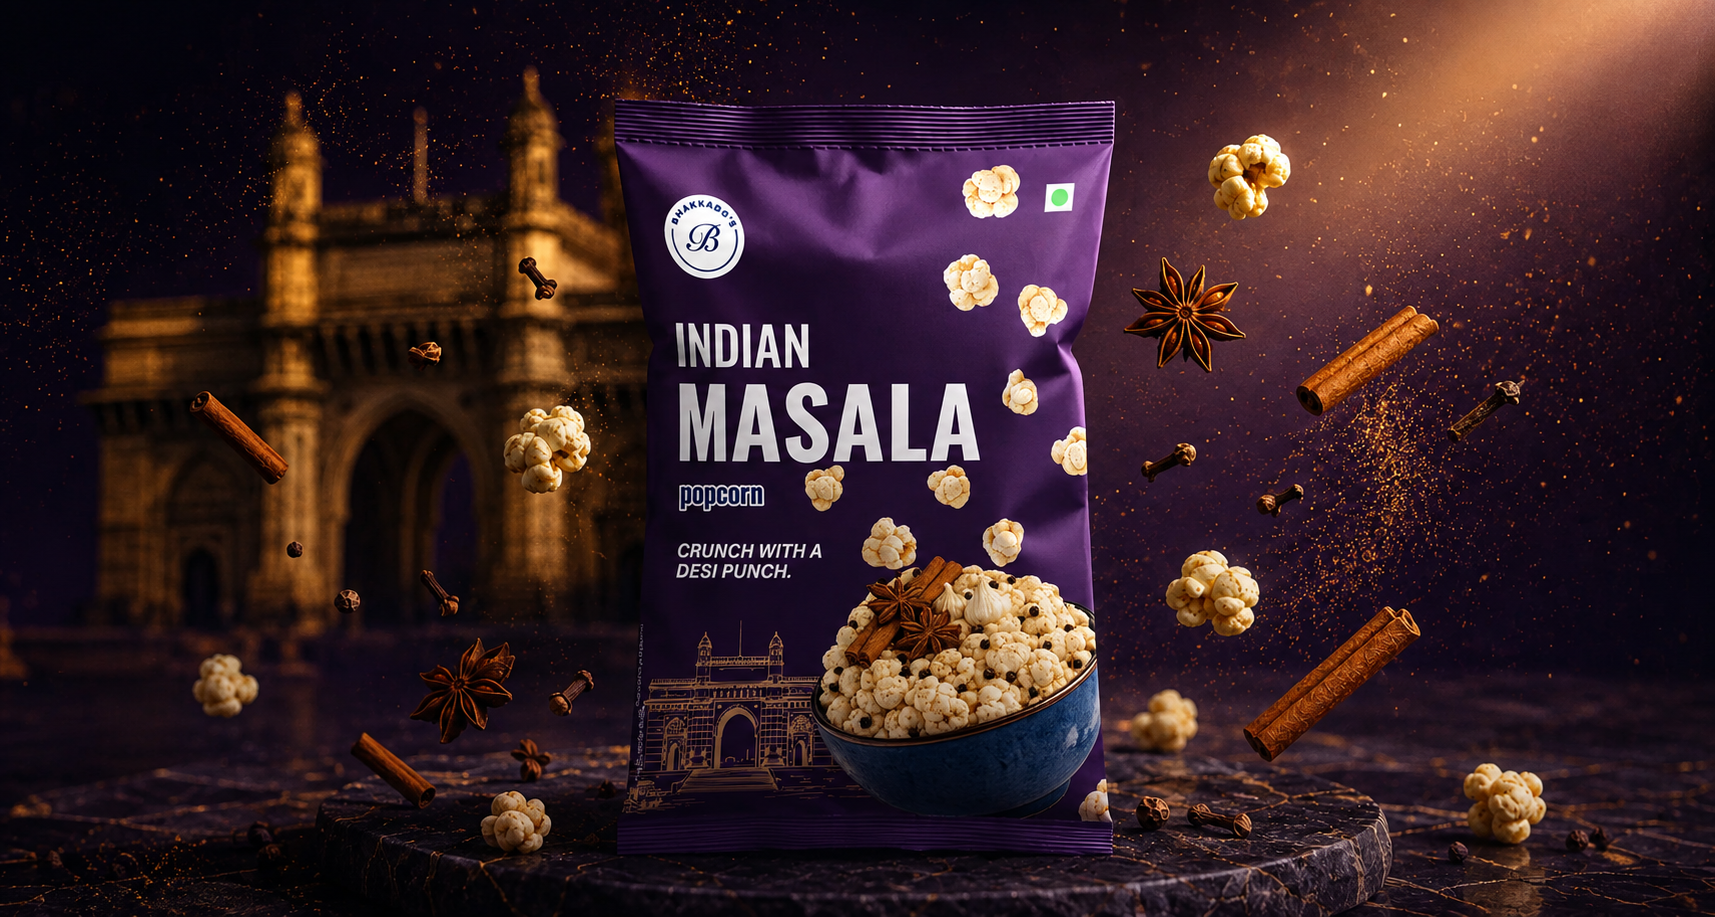 BHAKKADO'S
B
INDIAN
MASALA
popcorn
CRUNCH WITH A
DESI PUNCH.